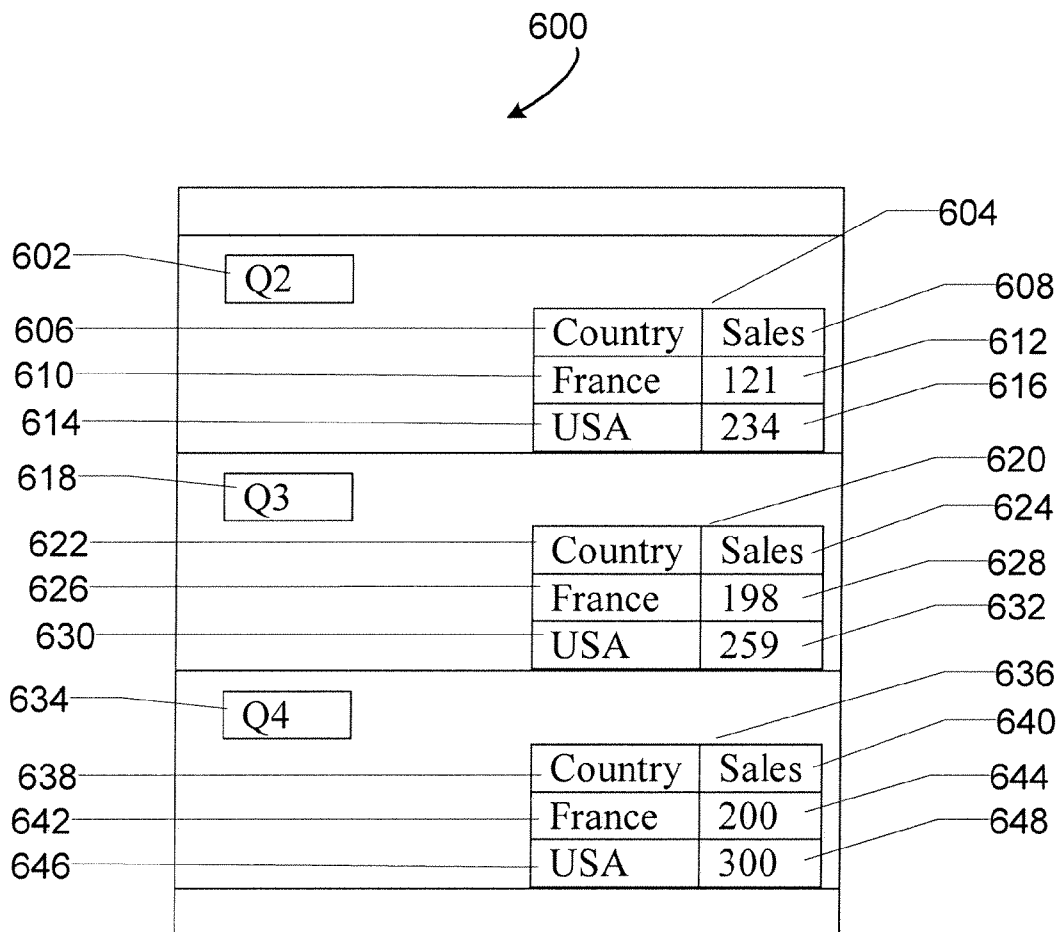 600
604
602 Q2
606 Country Sales 608
610 France 121 612
614 USA 234 616
618 Q3 620
622 Country Sales 624
626 France 198 628
630 USA 259 632
634 Q4 636
638 Country Sales 640
642 France 200 644
646 USA 300 648